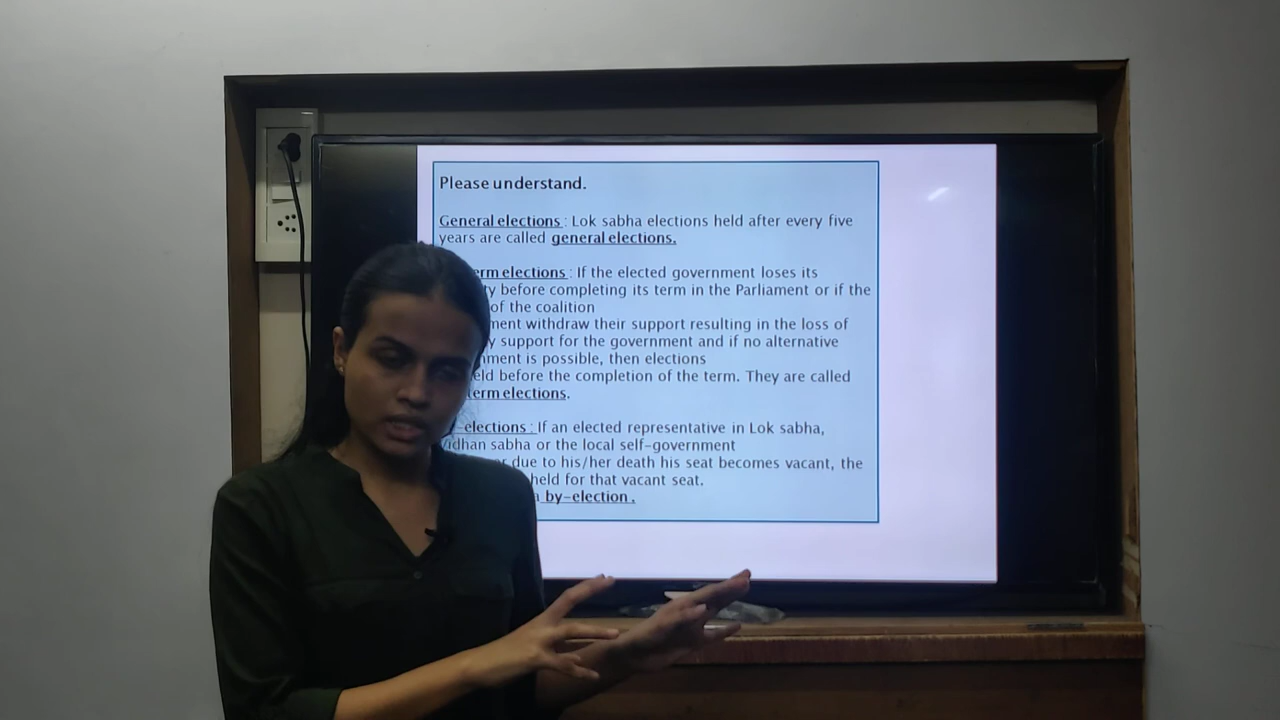 Please understand.
General elections : Lok sabha elections held after every five
years are called general elections.
elections : If the elected government loses its
before completing its term in the Parliament or if the
of the coalition
withdraw their support resulting in the loss of
support for the government and if no alternative
is possible, then elections
before the completion of the term. They are called
elections.
-elections : If an elected representative in Lok sabha,
sabha or the local self-government
due to his/her death his seat becomes vacant, the
held for that vacant seat.
by-election .